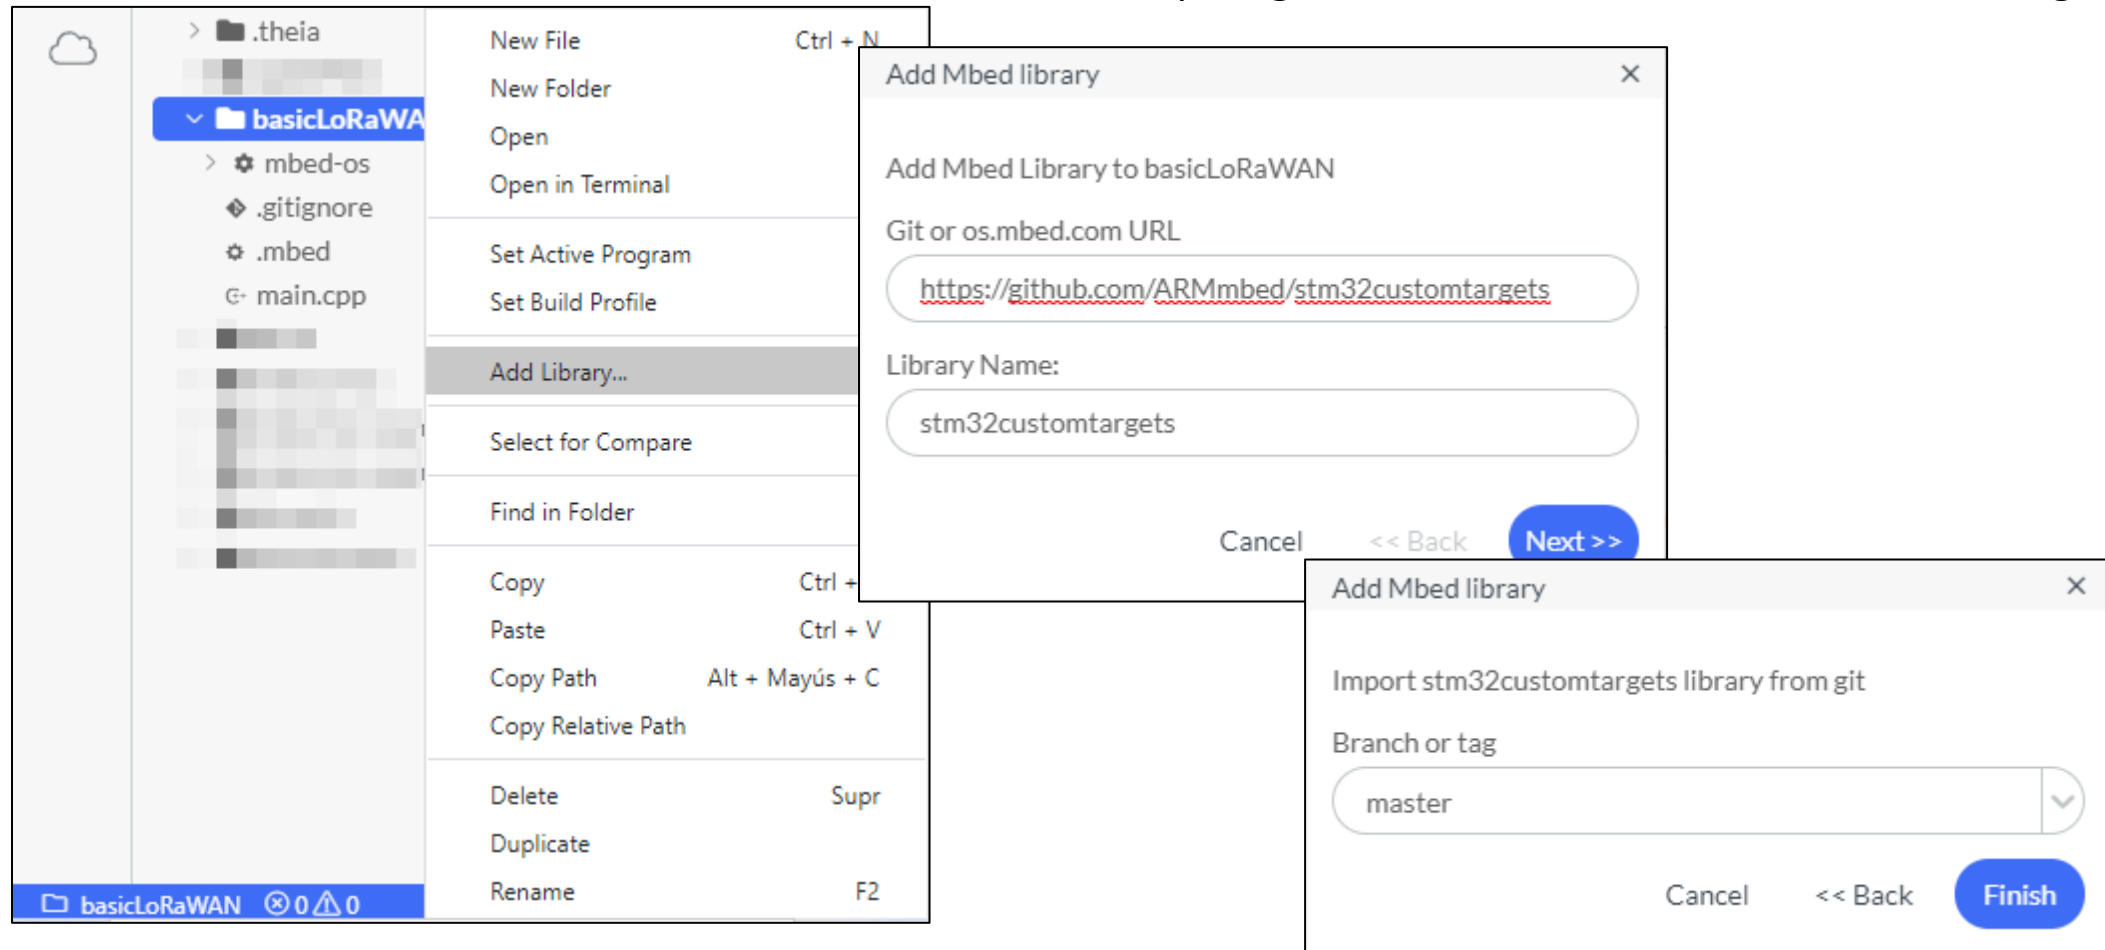 .theia
basicLoRaWA
mbed-os
.gitignore
.mbed
main.cpp
basicLoRaWAN 0 0
New File Ctrl + N
New Folder
Open
Open in Terminal
Set Active Program
Set Build Profile
Add Library...
Select for Compare
Find in Folder
Copy Ctrl +
Paste Ctrl + V
Copy Path Alt + Mayús + C
Copy Relative Path
Delete Supr
Duplicate
Rename F2
Add Mbed library
Add Mbed Library to basicLoRaWAN
Git or os.mbed.com URL
https://github.com/ARMmbed/stm32customtargets
Library Name:
stm32customtargets
Cancel << Back Next >>
Add Mbed library
Import stm32customtargets library from git
Branch or tag
master
Cancel << Back Finish